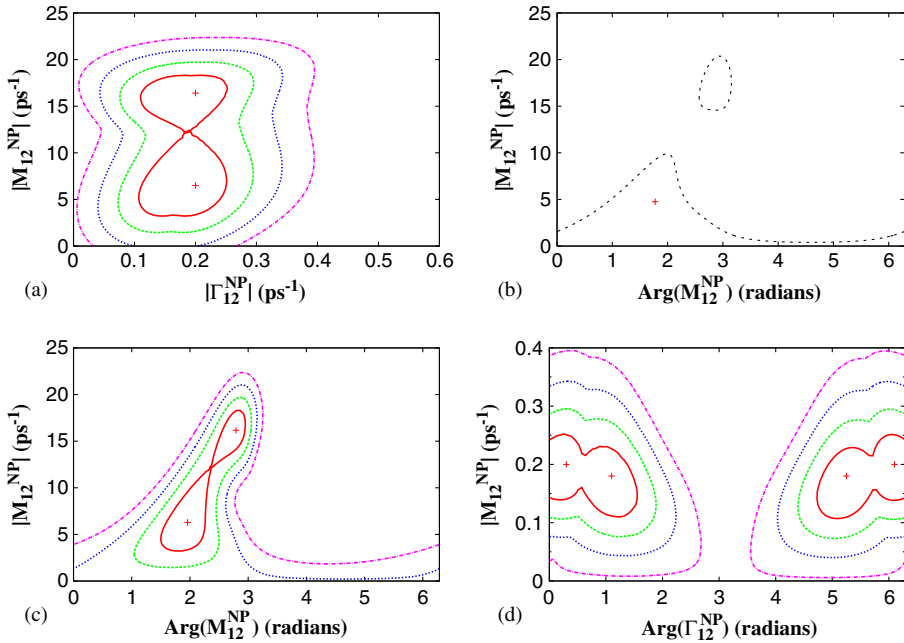 25
20
15
10
5
0
|M₁₂ᴺᴾ| (ps⁻¹)
0 0.1 0.2 0.3 0.4 0.5 0.6
(a) |Γ₁₂ᴺᴾ| (ps⁻¹)
25
20
15
10
5
0
|M₁₂ᴺᴾ| (ps⁻¹)
0 1 2 3 4 5 6
(b) Arg(M₁₂ᴺᴾ) (radians)
25
20
15
10
5
0
|M₁₂ᴺᴾ| (ps⁻¹)
0 1 2 3 4 5 6
(c) Arg(M₁₂ᴺᴾ) (radians)
0.4
0.3
0.2
0.1
0
|M₁₂ᴺᴾ| (ps⁻¹)
0 1 2 3 4 5 6
(d) Arg(Γ₁₂ᴺᴾ) (radians)